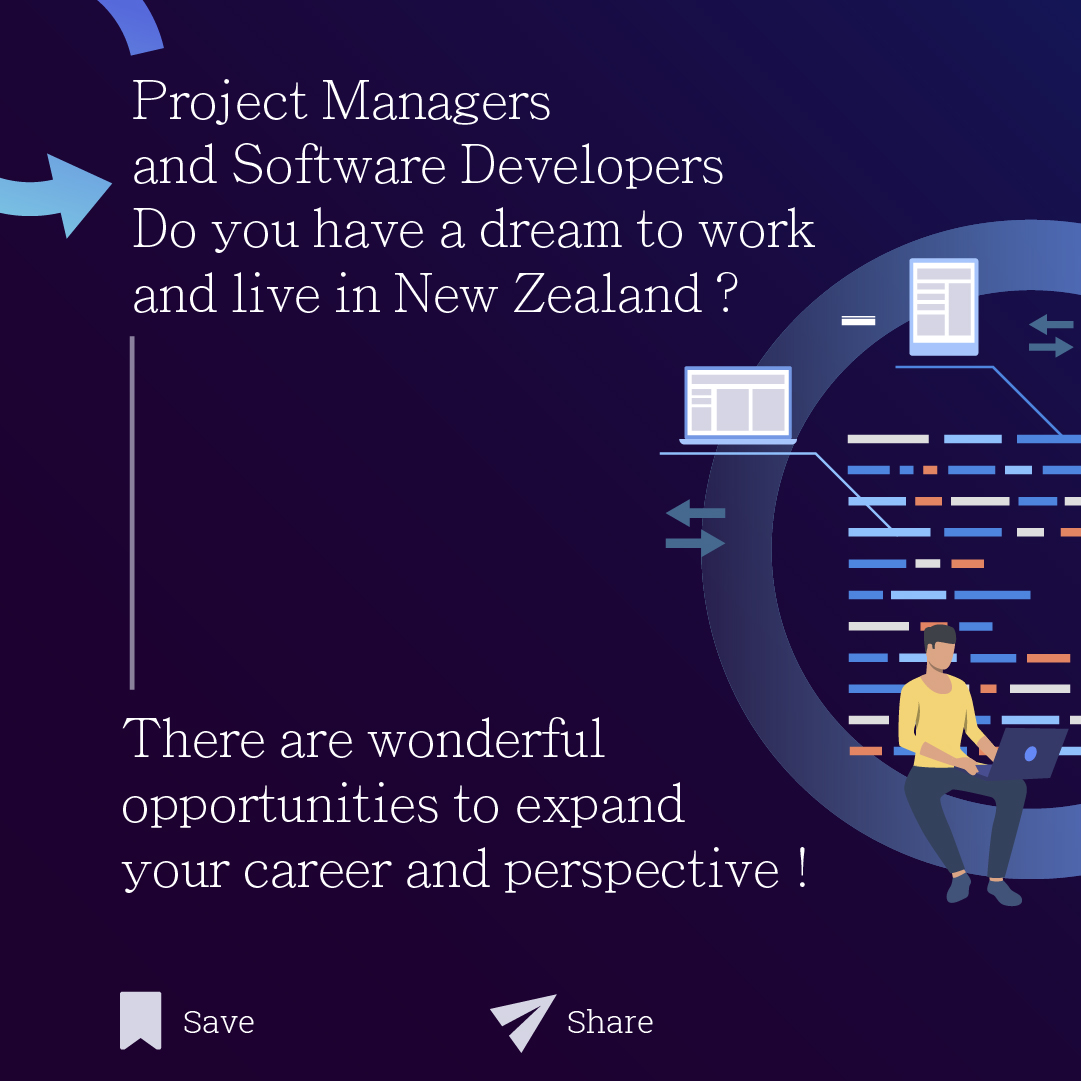 Project Managers
and Software Developers
Do you have a dream to work
and live in New Zealand ?
There are wonderful
opportunities to expand
your career and perspective !
Save
Share